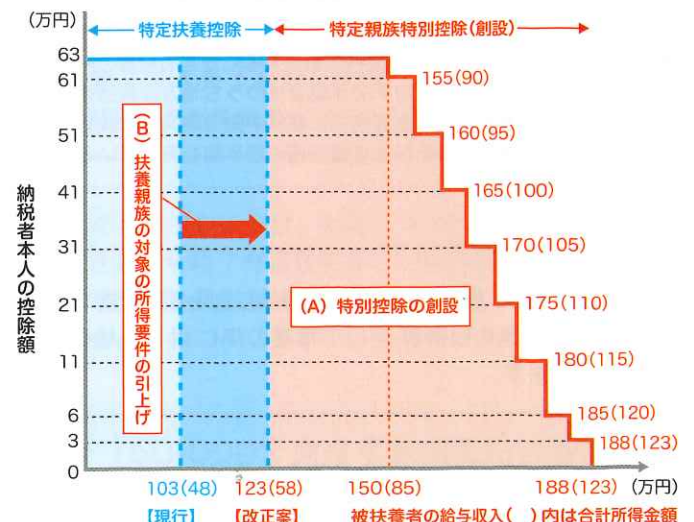 (万円)
特定扶養控除
特定親族特別控除(創設)
63
61
51
41
31
21
11
6
3
0
納税者本人の控除額
(B) 扶養親族の対象の所得要件の引上げ
(A) 特別控除の創設
155(90)
160(95)
165(100)
170(105)
175(110)
180(115)
185(120)
188(123)
103(48) 123(58) 150(85) 188(123) (万円)
【現行】 【改正案】 被扶養者の給与収入( )内は合計所得金額